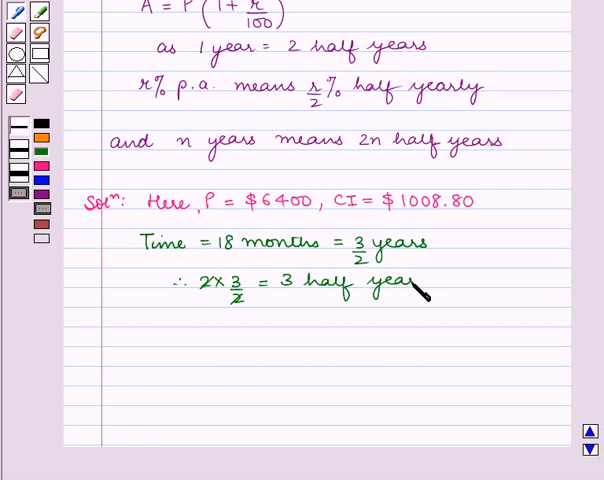 A = P (1 + r/100)
as 1 year = 2 half years
r% p.a. means r/2 % half yearly
and n years means 2n half years
Solⁿ: Here, P = $6400, CI = $1008.80
Time = 18 months = 3/2 years
∴ 2 × 3/2 = 3 half yea